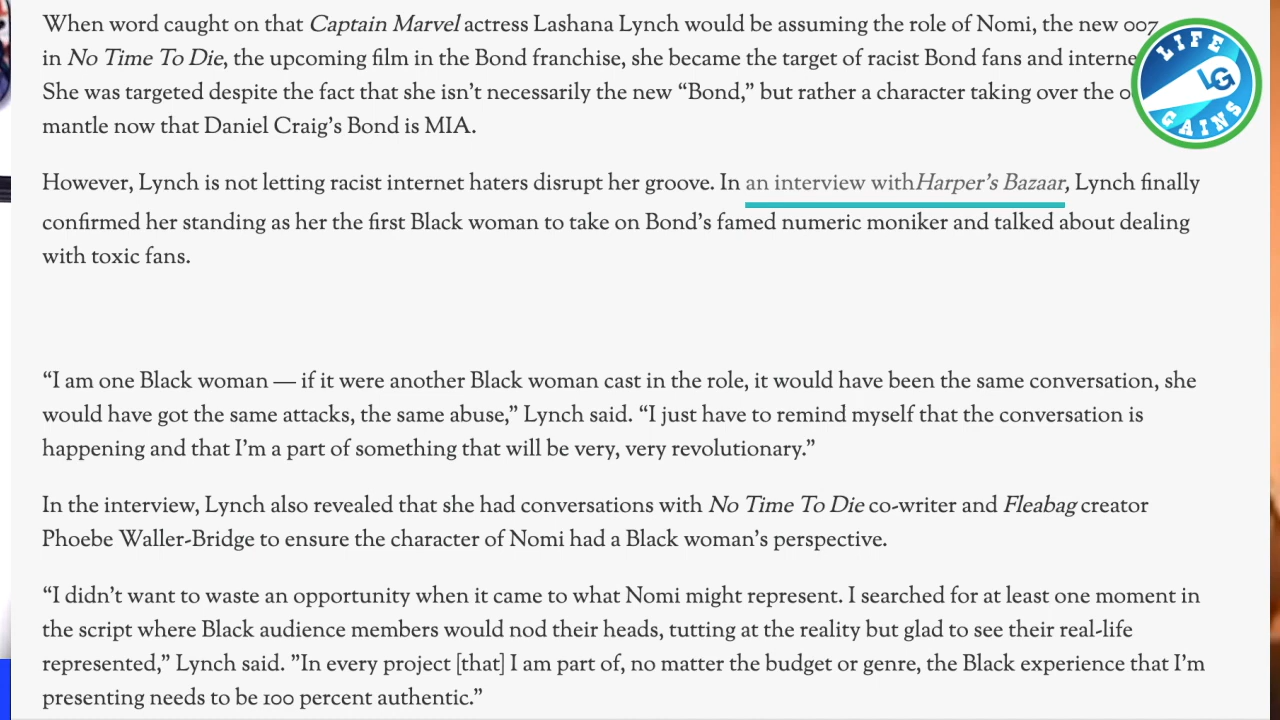 When word caught on that Captain Marvel actress Lashana Lynch would be assuming the role of Nomi, the new 007
in No Time To Die, the upcoming film in the Bond franchise, she became the target of racist Bond fans and
She was targeted despite the fact that she isn't necessarily the new “Bond,” but rather a character taking over the
mantle now that Daniel Craig's Bond is MIA.
However, Lynch is not letting racist internet haters disrupt her groove. In an interview withHarper's Bazaar, Lynch finally
confirmed her standing as her the first Black woman to take on Bond's famed numeric moniker and talked about dealing
with toxic fans.
“I am one Black woman — if it were another Black woman cast in the role, it would have been the same conversation, she
would have got the same attacks, the same abuse,” Lynch said. “I just have to remind myself that the conversation is
happening and that I'm a part of something that will be very, very revolutionary.”
In the interview, Lynch also revealed that she had conversations with No Time To Die co-writer and Fleabag creator
Phoebe Waller-Bridge to ensure the character of Nomi had a Black woman's perspective.
“I didn't want to waste an opportunity when it came to what Nomi might represent. I searched for at least one moment in
the script where Black audience members would nod their heads, tutting at the reality but glad to see their real-life
represented,” Lynch said. ”In every project [that] I am part of, no matter the budget or genre, the Black experience that I'm
presenting needs to be 100 percent authentic.”
LIFE
LG
GAINS